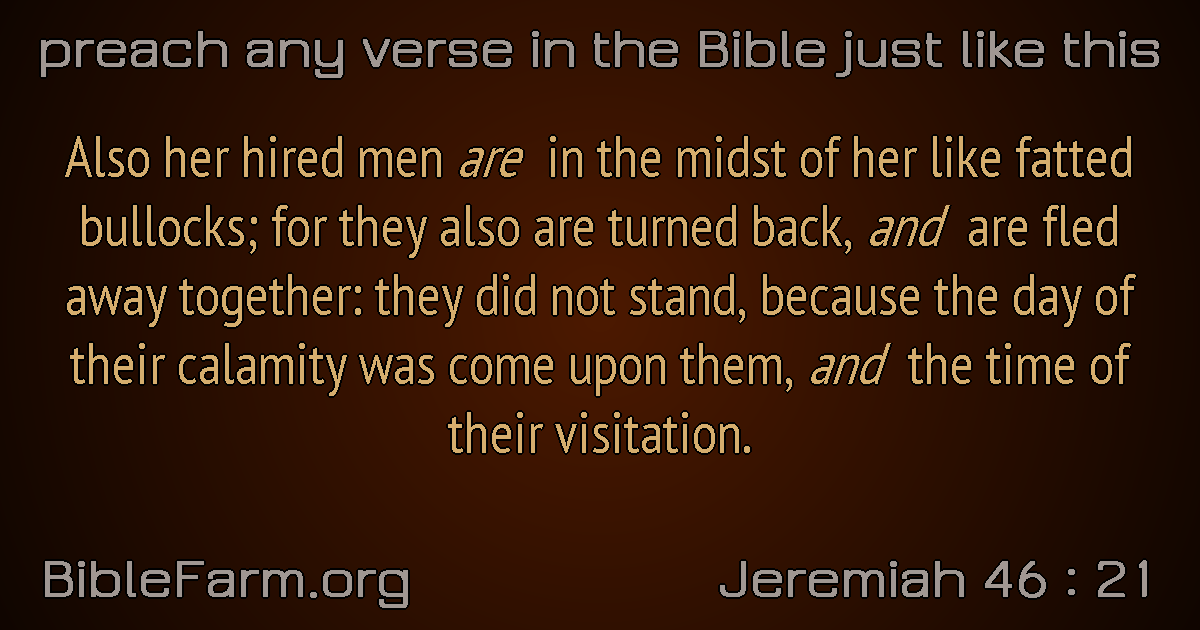 preach any verse in the Bible just like this
Also her hired men are in the midst of her like fatted
bullocks; for they also are turned back, and are fled
away together: they did not stand, because the day of
their calamity was come upon them, and the time of
their visitation.
BibleFarm.org
Jeremiah 46 : 21